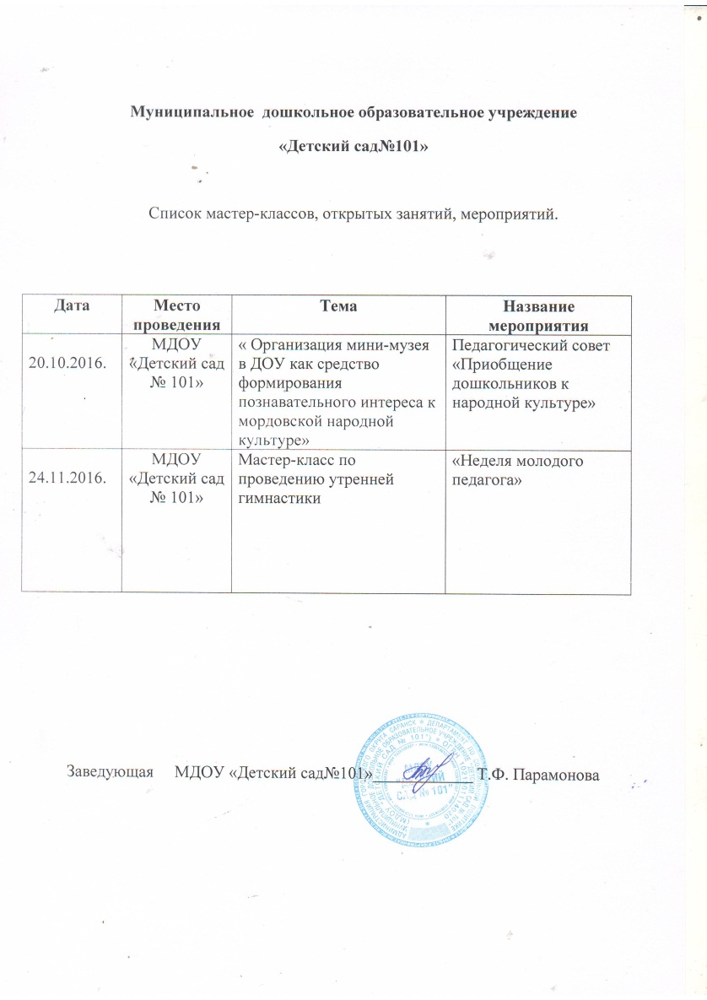 Муниципальное дошкольное образовательное учреждение
«Детский сад№101»
Список мастер-классов, открытых занятий, мероприятий.
Дата
Место
проведения
Тема
Название
мероприятия
20.10.2016.
МДОУ
«Детский сад
№ 101»
« Организация мини-музея
в ДОУ как средство
формирования
познавательного интереса к
мордовской народной
культуре»
Педагогический совет
«Приобщение
дошкольников к
народной культуре»
24.11.2016.
МДОУ
«Детский сад
№ 101»
Мастер-класс по
проведению утренней
гимнастики
«Неделя молодого
педагога»
Заведующая МДОУ «Детский сад№101»____________ Т.Ф. Парамонова
САД № 101"